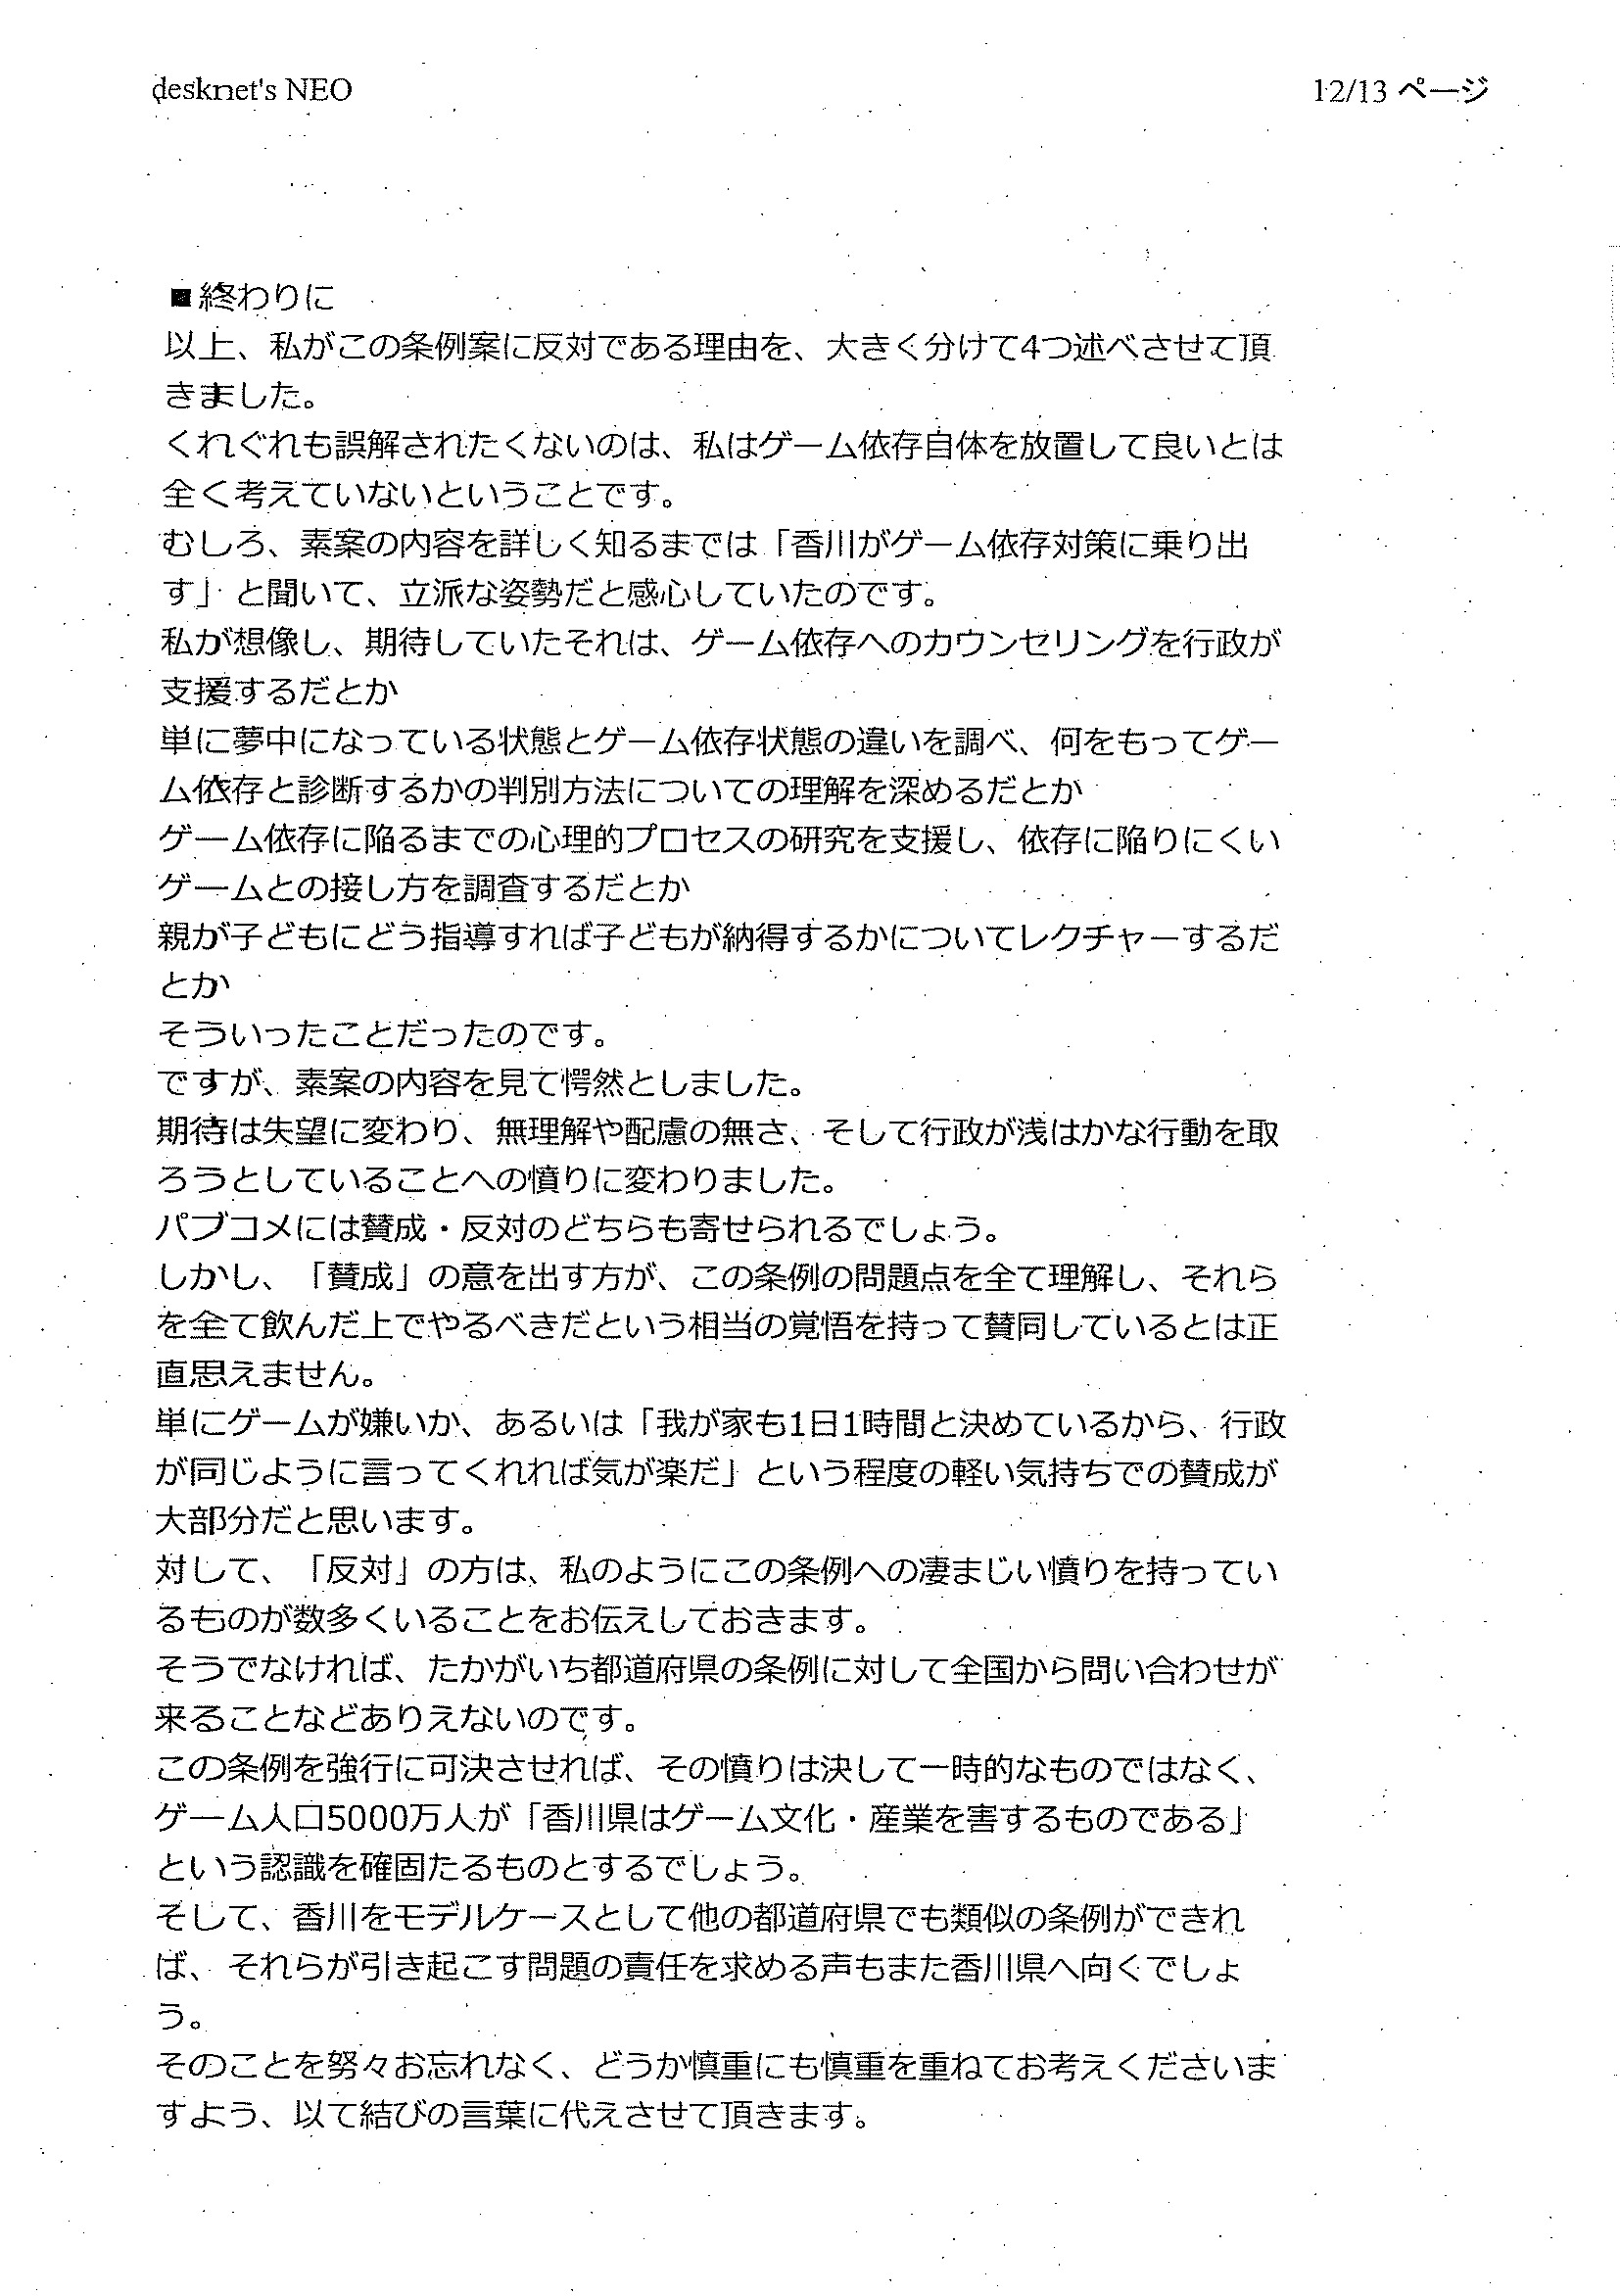 desknet's NEO
12/13 ページ
■終わりに
以上、私がこの条例案に反対である理由を、大きく分けて4つ述べさせて頂
きました。
くれぐれも誤解されたくないのは、私はゲーム依存自体を放置して良いとは
全く考えていないということです。
むしろ、素案の内容を詳しく知るまでは「香川がゲーム依存対策に乗り出
す」と聞いて、立派な姿勢だと感心していたのです。
私が想像し、期待していたそれは、ゲーム依存へのカウンセリングを行政が
支援するだとか
単に夢中になっている状態とゲーム依存状態の違いを調べ、何をもってゲー
ム依存と診断するかの判別方法についての理解を深めるだとか
ゲーム依存に陥るまでの心理的プロセスの研究を支援し、依存に陥りにくい
ゲームとの接し方を調査するだとか
親が子どもにどう指導すれば子どもが納得するかについてレクチャーするだ
とか
そういったことだったのです。
ですが、素案の内容を見て愕然としました。
期待は失望に変わり、無理解や配慮の無さ、そして行政が浅はかな行動を取
ろうとしていることへの憤りに変わりました。
パブコメには賛成・反対のどちらも寄せられるでしょう。
しかし、「賛成」の意を出す方が、この条例の問題点を全て理解し、それら
を全て飲んだ上でやるべきだという相当の覚悟を持って賛同しているとは正
直思えません。
単にゲームが嫌いか、あるいは「我が家も1日1時間と決めているから、行政
が同じように言ってくれれば気が楽だ」という程度の軽い気持ちでの賛成が
大部分だと思います。
対して、「反対」の方は、私のようにこの条例への凄まじい憤りを持ってい
るものが数多くいることをお伝えしておきます。
そうでなければ、たかがいち都道府県の条例に対して全国から問い合わせが
来ることなどありえないのです。
この条例を強行に可決させれば、その憤りは決して一時的なものではなく、
ゲーム人口5000万人が「香川県はゲーム文化・産業を害するものである」
という認識を確固たるものとするでしょう。
そして、香川をモデルケースとして他の都道府県でも類似の条例ができれ
ば、それらが引き起こす問題の責任を求める声もまた香川県へ向くでしょ
う。
そのことを努々お忘れなく、どうか慎重にも慎重を重ねてお考えくださいま
すよう、以て結びの言葉に代えさせて頂きます。